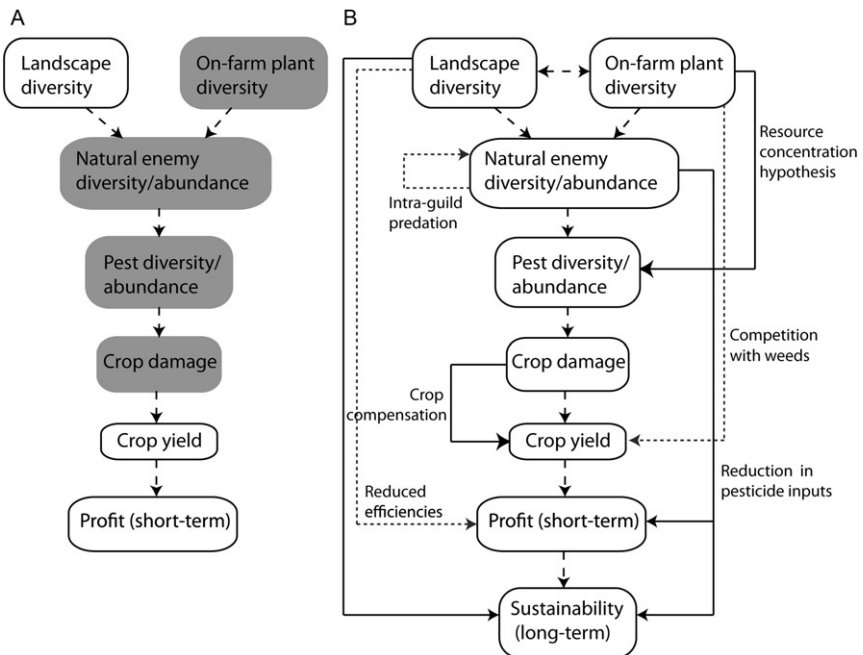 A
Landscape
diversity
On-farm plant
diversity
Natural enemy
diversity/abundance
Pest diversity/
abundance
Crop damage
Crop yield
Profit (short-term)
B
Landscape
diversity
On-farm plant
diversity
Resource
concentration
hypothesis
Natural enemy
diversity/abundance
Intra-guild
predation
Pest diversity/
abundance
Competition
with weeds
Crop damage
Crop
compensation
Crop yield
Reduction in
pesticide inputs
Reduced
efficiencies
Profit (short-term)
Sustainability
(long-term)